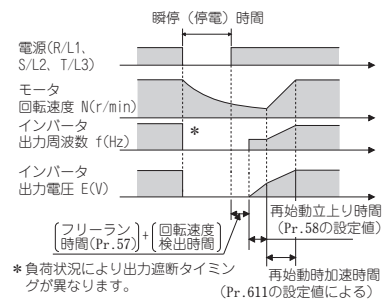 瞬停（停電）時間
電源(R/L1、
S/L2、T/L3)
モータ
回転速度 N(r/min)
インバータ
出力周波数 f(Hz)
*
インバータ
出力電圧 E(V)
フリーラン
時間(Pr.57)
+
回転速度
検出時間
再始動立上り時間
(Pr.58の設定値)
*負荷状況により出力遮断タイミン
グが異なります。
再始動時加速時間
(Pr.611の設定値による)